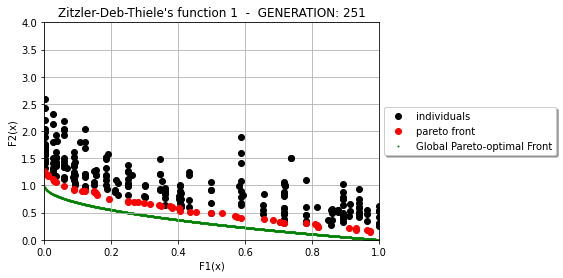 Zitzler-Deb-Thiele's function 1 - GENERATION: 251
4.0
3.5
3.0
2.5
2.0
1.5
1.0
0.5
0.0
F2(x)
0.0 0.2 0.4 0.6 0.8 1.0
F1(x)
individuals
pareto front
Global Pareto-optimal Front